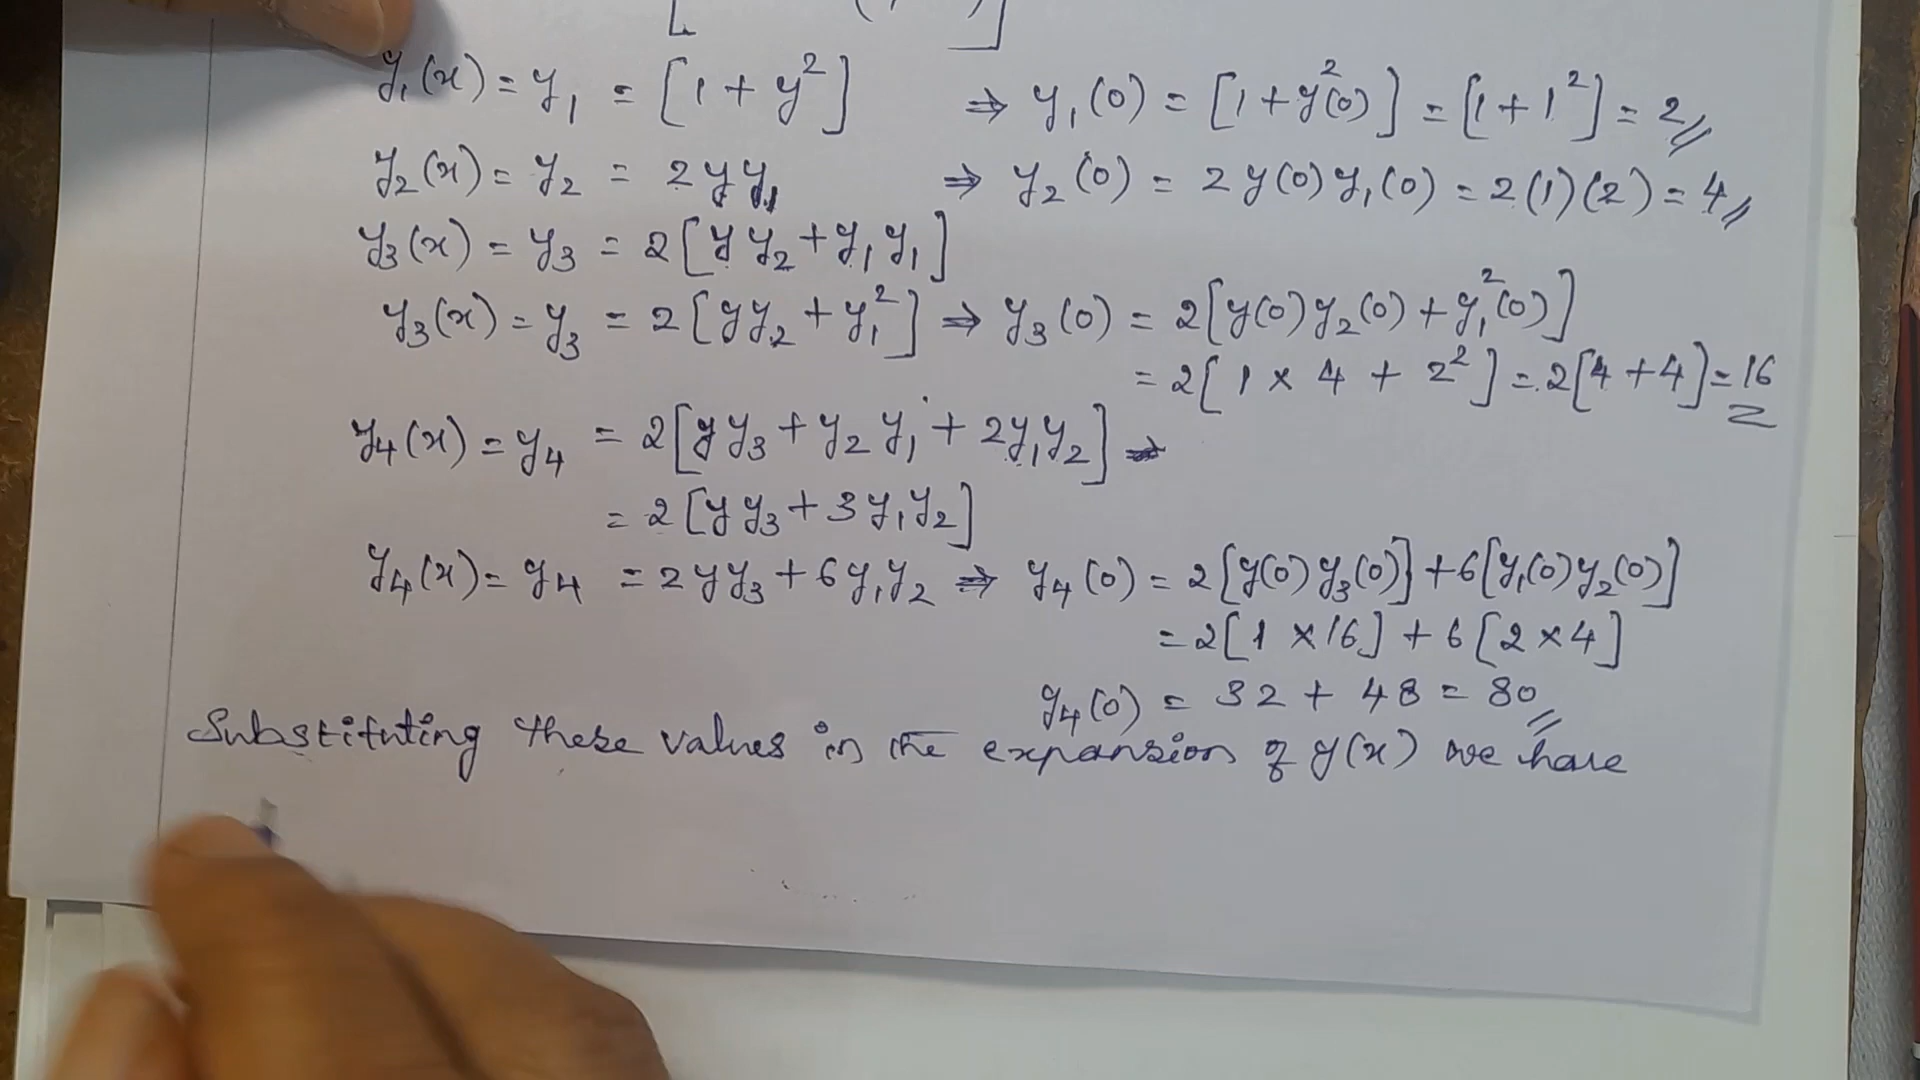 y₁(x) = y₁ = [1 + y²] ⇒ y₁(0) = [1 + y²(0)] = [1 + 1²] = 2//
y₂(x) = y₂ = 2yy₁ ⇒ y₂(0) = 2y(0)y₁(0) = 2(1)(2) = 4//
y₃(x) = y₃ = 2[yy₂ + y₁y₁]
y₃(x) = y₃ = 2[yy₂ + y₁²] ⇒ y₃(0) = 2[y(0)y₂(0) + y₁²(0)]
= 2[1 × 4 + 2²] = 2[4 + 4] = 16
y₄(x) = y₄ = 2[yy₃ + y₂y₁ + 2y₁y₂]
= 2[yy₃ + 3y₁y₂]
y₄(x) = y₄ = 2yy₃ + 6y₁y₂ ⇒ y₄(0) = 2[y(0)y₃(0)] + 6[y₁(0)y₂(0)]
= 2[1 × 16] + 6[2 × 4]
y₄(0) = 32 + 48 = 80//
Substituting these values in the expansion of y(x) we have